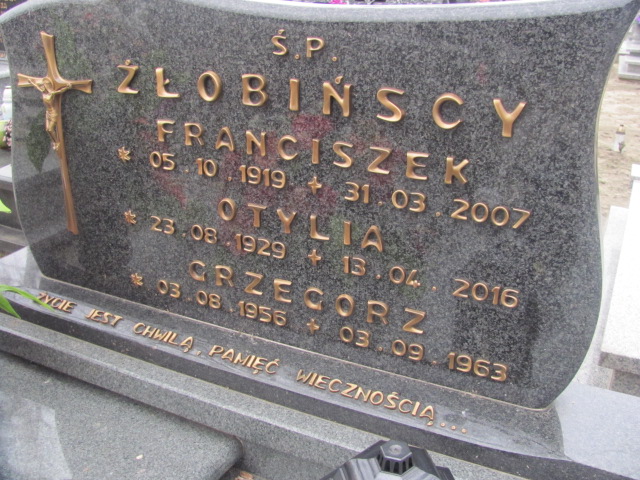 Ś.P.
ŻŁOBIŃSCY
FRANCISZEK
* 05.10.1919 + 31.03.2007
OTYLIA
* 23.08.1929 + 13.04.2016
GRZEGORZ
* 03.08.1956 + 03.09.1963
ŻYCIE JEST CHWILĄ, PAMIĘĆ WIECZNOŚCIĄ...